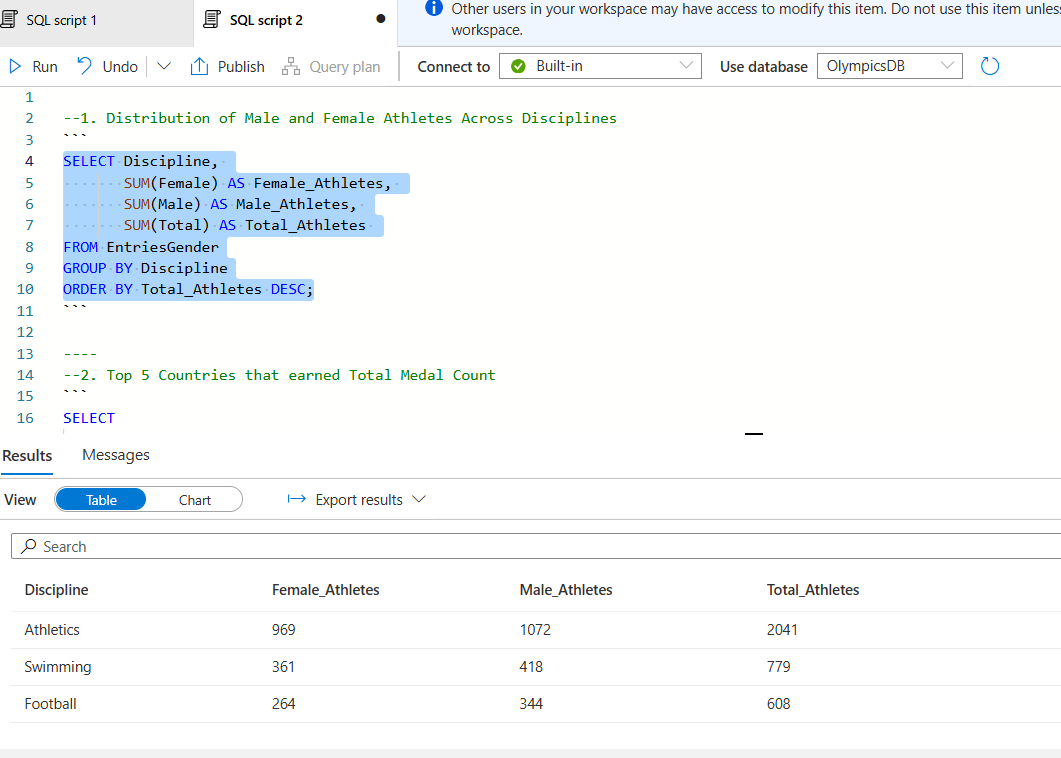 SQL script 1
SQL script 2
Other users in your workspace may have access to modify this item. Do not use this item unles
workspace.
Run Undo Publish Query plan Connect to Built-in Use database OlympicsDB
1
2 --1. Distribution of Male and Female Athletes Across Disciplines
3 ```
4 SELECT Discipline,
5 SUM(Female) AS Female_Athletes,
6 SUM(Male) AS Male_Athletes,
7 SUM(Total) AS Total_Athletes
8 FROM EntriesGender
9 GROUP BY Discipline
10 ORDER BY Total_Athletes DESC;
11 ```
12
13 ----
14 --2. Top 5 Countries that earned Total Medal Count
15 ```
16 SELECT
Results Messages
View Table Chart Export results
Search
Discipline Female_Athletes Male_Athletes Total_Athletes
Athletics 969 1072 2041
Swimming 361 418 779
Football 264 344 608